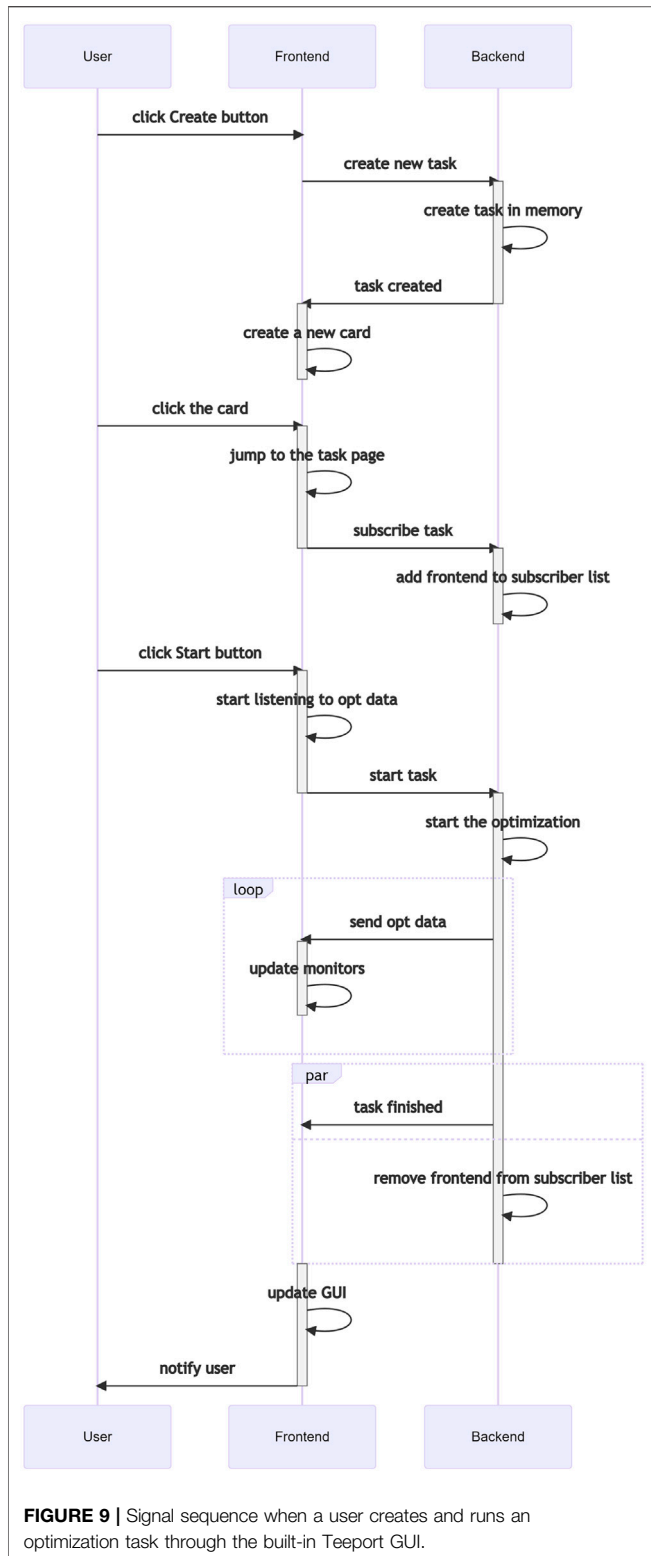 User
Frontend
Backend
click Create button
create new task
create task in memory
task created
create a new card
click the card
jump to the task page
subscribe task
add frontend to subscriber list
click Start button
start listening to opt data
start task
start the optimization
loop
send opt data
update monitors
par
task finished
remove frontend from subscriber list
update GUI
notify user
User
Frontend
Backend
FIGURE 9 | Signal sequence when a user creates and runs an
optimization task through the built-in Teeport GUI.